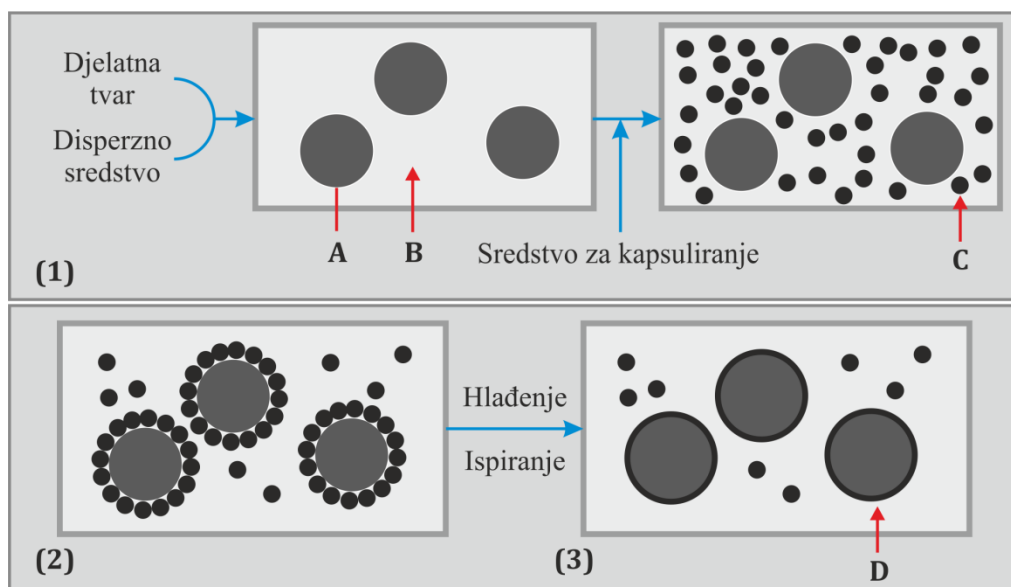 Djelatna
tvar
Disperzno
sredstvo
A
B
Sredstvo za kapsuliranje
C
(1)
Hlađenje
Ispiranje
(2)
(3)
D